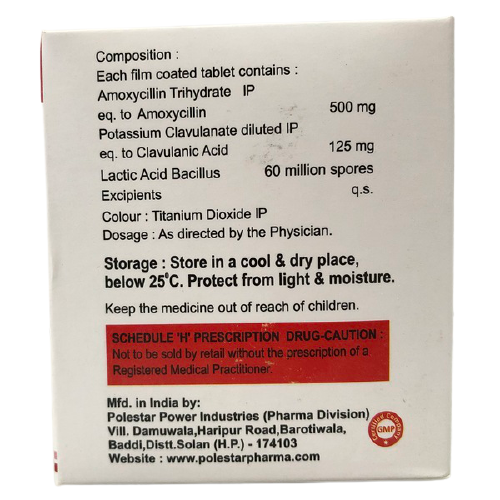 Composition :
Each film coated tablet contains :
Amoxycillin Trihydrate IP
eq. to Amoxycillin 500 mg
Potassium Clavulanate diluted IP
eq. to Clavulanic Acid 125 mg
Lactic Acid Bacillus 60 million spores
Excipients q.s.
Colour : Titanium Dioxide IP
Dosage : As directed by the Physician.
Storage : Store in a cool & dry place,
below 25°C. Protect from light & moisture.
Keep the medicine out of reach of children.
SCHEDULE 'H' PRESCRIPTION DRUG-CAUTION :
Not to be sold by retail without the prescription of a
Registered Medical Practitioner.
Mfd. in India by:
Polestar Power Industries (Pharma Division)
Vill. Damuwala,Haripur Road,Barotiwala,
Baddi,Distt.Solan (H.P.) - 174103
Website : www.polestarpharma.com
Certified Company
GMP